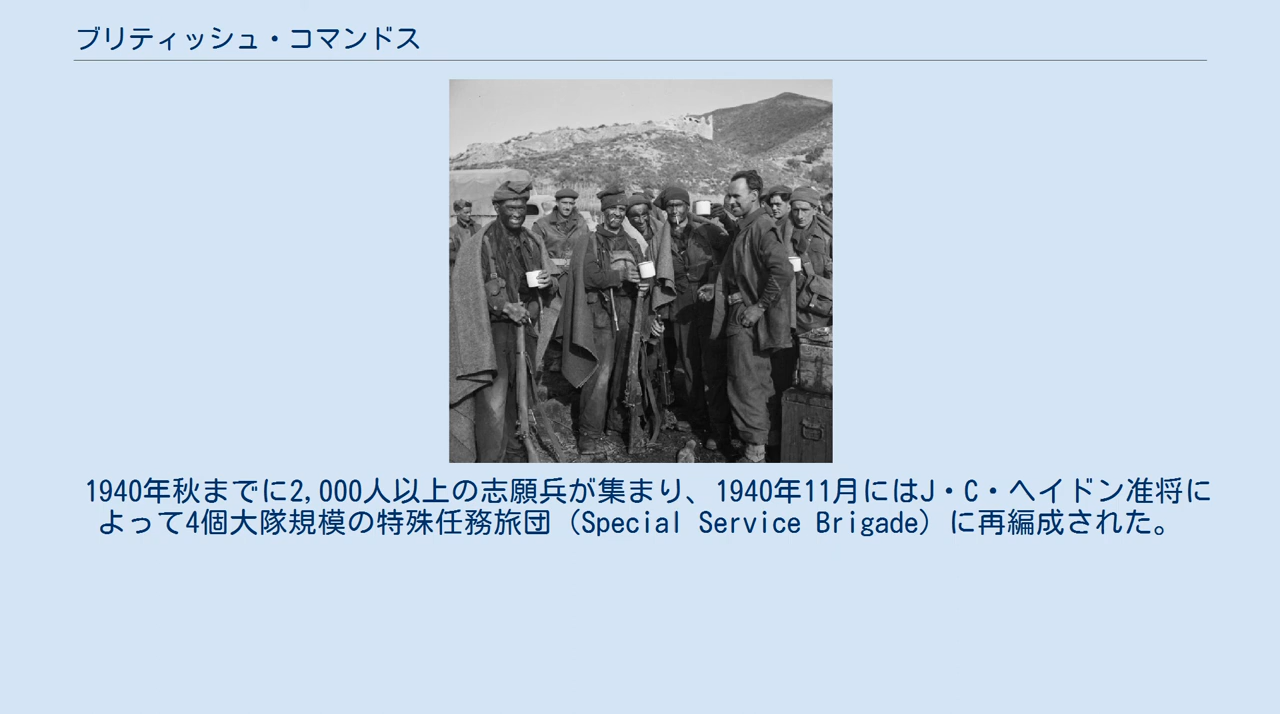 ブリティッシュ・コマンドス
1940年秋までに2,000人以上の志願兵が集まり、1940年11月にはJ・C・ヘイドン准将に
よって4個大隊規模の特殊任務旅団（Special Service Brigade）に再編成された。